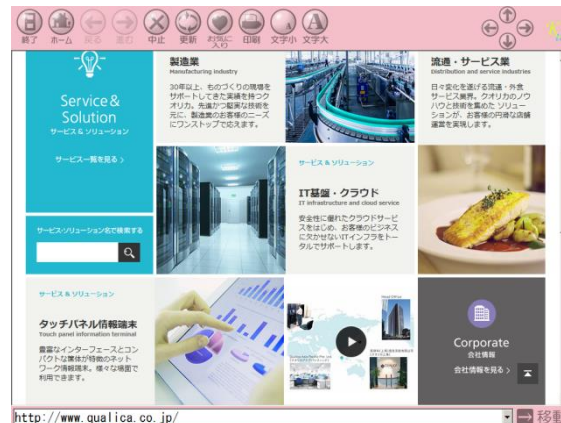 終了 ホーム 戻る 進む 中止 更新 お気に入り 印刷 文字小 文字大
Service &
Solution
サービス & ソリューション
サービス一覧を見る >
サービス・ソリューション名で検索する
製造業
Manufacturing industry
30年以上、ものづくりの現場を
サポートしてきた実績を持つク
オリカ。先進かつ堅実な技術を
元に、製造業のお客様のニーズ
にワンストップで応えます。
流通・サービス業
Distribution and service industries
日々変化を遂げる流通・外食
サービス業界。クオリカのノウ
ハウと技術を集めた ソリュー
ションが、お客様の円滑な店舗
運営を実現します。
サービス & ソリューション
IT基盤・クラウド
IT infrastructure and cloud service
安全性に優れたクラウドサービ
スをはじめ、お客様のビジネス
に欠かせないITインフラをトー
タルでサポートします。
サービス & ソリューション
タッチパネル情報端末
Touch panel information terminal
豊富なインターフェースとコン
パクトな筐体が特徴のネット
ワーク情報端末。様々な場面で
利用できます。
Head Office
Corporate
会社情報
会社情報を見る >
http://www.qualica.co.jp/
移動